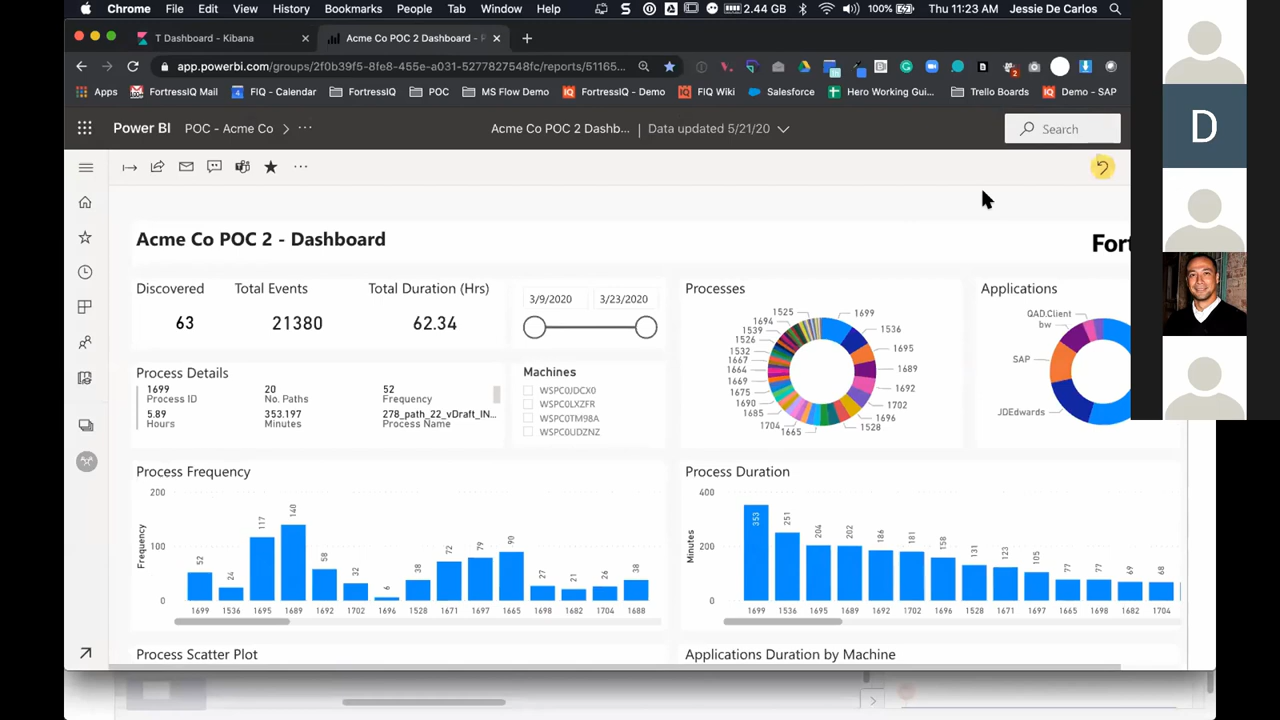 Chrome File Edit View History Bookmarks People Tab Window Help 2.44 GB 100% Thu 11:23 AM Jessie De Carlos
T Dashboard - Kibana × Acme Co POC 2 Dashboard - × +
app.powerbi.com/groups/2f0b39f5-8fe8-455e-a031-5277827548fc/reports/51165
Apps FortressIQ Mail FIQ - Calendar FortressIQ POC MS Flow Demo FortressIQ - Demo FIQ Wiki Salesforce Hero Working Gui... Trello Boards Demo - SAP
Power BI POC - Acme Co > ··· Acme Co POC 2 Dashb... | Data updated 5/21/20 Search
D
Acme Co POC 2 - Dashboard
Discovered Total Events Total Duration (Hrs)
63 21380 62.34
3/9/2020 3/23/2020
Process Details
1699 20 52
Process ID No. Paths Frequency
5.89 353.197 278_path_22_vDraft_IN...
Hours Minutes Process Name
Machines
WSPC0JDCX0
WSPC0LXZFR
WSPC0TM98A
WSPC0UDZNZ
Processes
1525 1699
1694 1536
1539
1526 1695
1532
1667 1689
1664
1669 1692
1675
1690 1702
1685 1696
1704 1528
1665
Applications
QAD.Client
bw
SAP
JDEdwards
Process Frequency
200
100
0
Frequency
52 24 117 140 58 32 6 38 72 79 90 27 21 26 38
1699 1536 1695 1689 1692 1702 1696 1528 1671 1697 1665 1698 1682 1704 1688
Process Duration
400
200
0
Minutes
353 251 204 202 186 181 158 131 123 105 77 77 69 68
1699 1536 1695 1689 1692 1702 1696 1528 1671 1697 1665 1698 1682 1704
Process Scatter Plot
Applications Duration by Machine